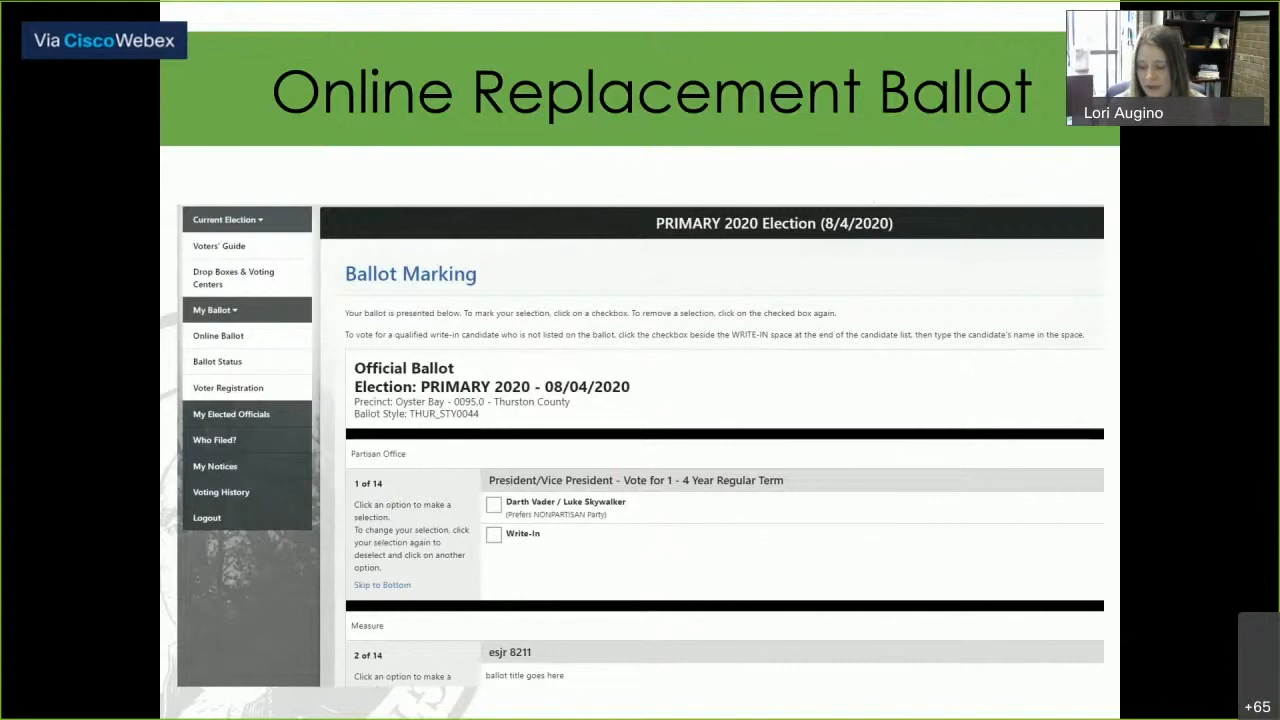 Via Cisco Webex
Online Replacement Ballot
Lori Augino
Current Election
Voters' Guide
Drop Boxes & Voting
Centers
My Ballot
Online Ballot
Ballot Status
Voter Registration
My Elected Officials
Who Filed?
My Notices
Voting History
Logout
PRIMARY 2020 Election (8/4/2020)
Ballot Marking
Your ballot is presented below. To mark your selection, click on a checkbox. To remove a selection, click on the checked box again.
To vote for a qualified write-in candidate who is not listed on the ballot, click the checkbox beside the WRITE-IN space at the end of the candidate list, then type the candidate's name in the space.
Official Ballot
Election: PRIMARY 2020 - 08/04/2020
Precinct: Oyster Bay - 0095.0 - Thurston County
Ballot Style: THUR_STY0044
Partisan Office
1 of 14
Click an option to make a
selection.
To change your selection, click
your selection again to
deselect and click on another
option.
Skip to Bottom
President/Vice President - Vote for 1 - 4 Year Regular Term
Darth Vader / Luke Skywalker
(Prefers NONPARTISAN Party)
Write-In
Measure
2 of 14
Click an option to make a
esjr 8211
ballot title goes here
+65